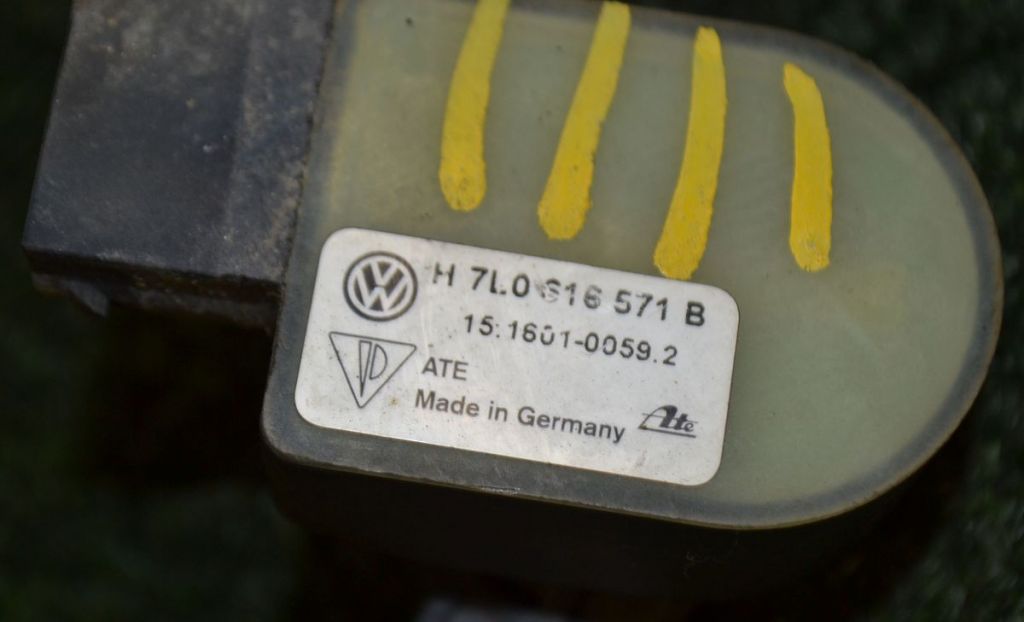 H 7L0 616 571 B
15.1601-0059.2
ATE
Made in Germany Ate